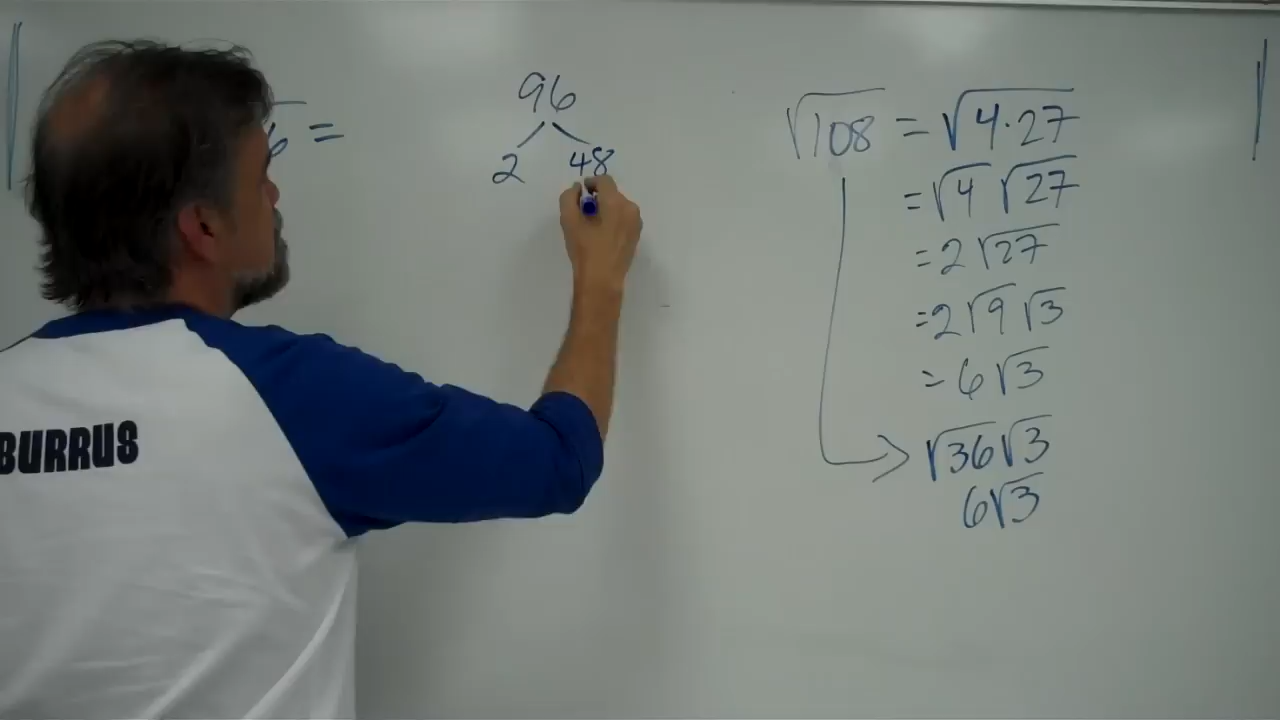 6 =
96
2 48
√108 = √4·27
= √4 √27
= 2√27
= 2√9 √3
= 6√3
√36 √3
6√3
BURRUS